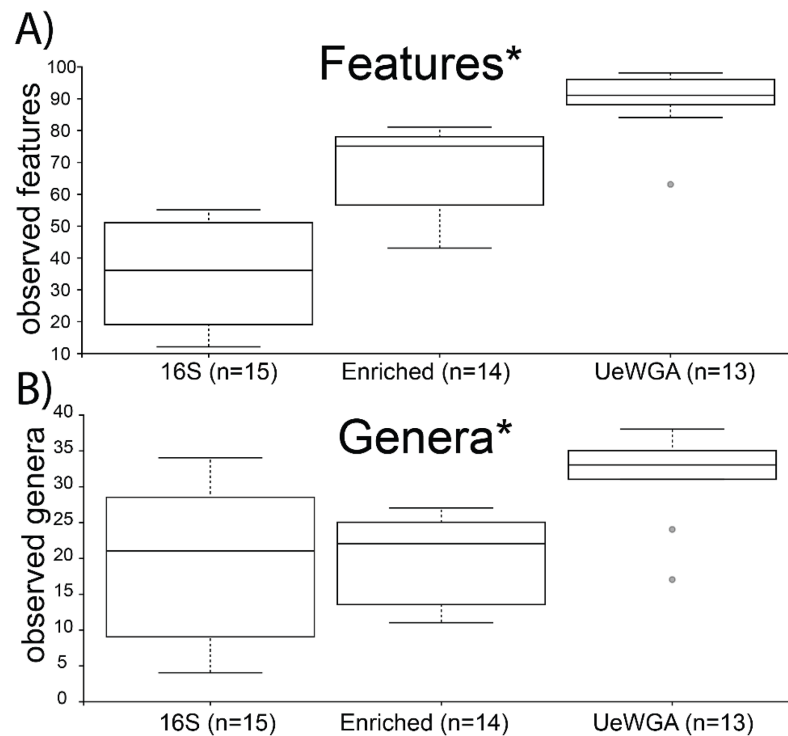 A)
Features*
observed features
100
90
80
70
60
50
40
30
20
10
16S (n=15) Enriched (n=14) UeWGA (n=13)
B)
Genera*
observed genera
40
35
30
25
20
15
10
5
0
16S (n=15) Enriched (n=14) UeWGA (n=13)